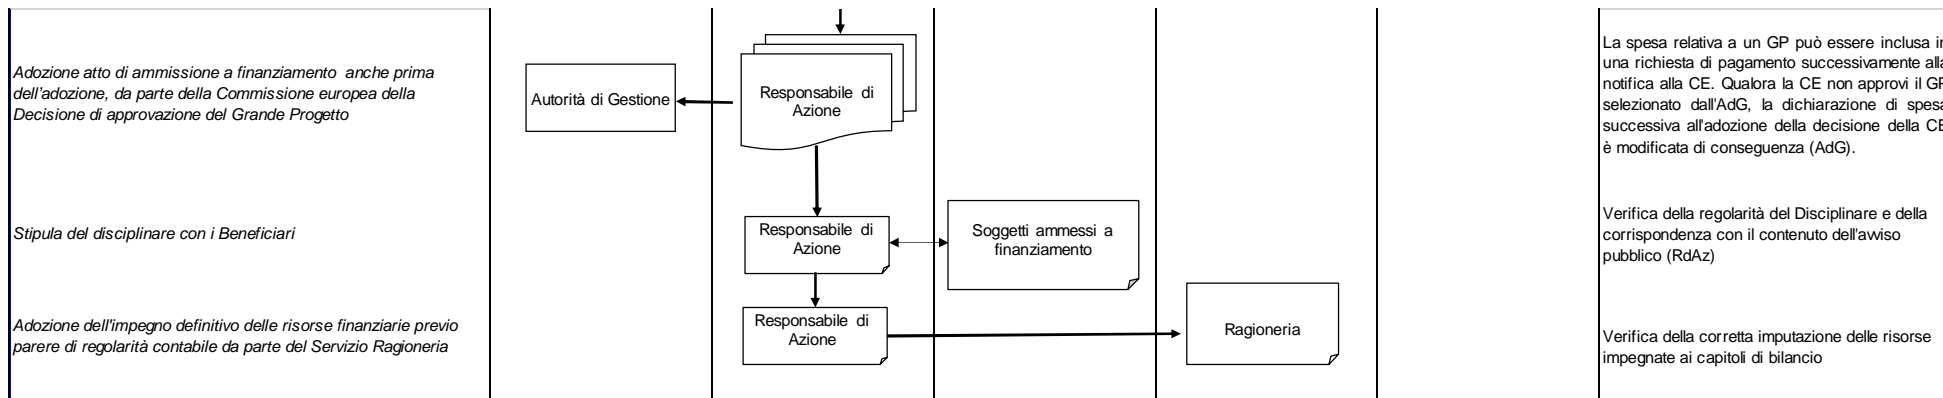 Adozione atto di ammissione a finanziamento anche prima
dell'adozione, da parte della Commissione europea della
Decisione di approvazione del Grande Progetto
Autorità di Gestione
Responsabile di
Azione
La spesa relativa a un GP può essere inclusa in
una richiesta di pagamento successivamente alla
notifica alla CE. Qualora la CE non approvi il GP
selezionato dall'AdG, la dichiarazione di spesa
successiva all'adozione della decisione della CE
è modificata di conseguenza (AdG).
Stipula del disciplinare con i Beneficiari
Responsabile di
Azione
Soggetti ammessi a
finanziamento
Verifica della regolarità del Disciplinare e della
corrispondenza con il contenuto dell'avviso
pubblico (RdAz)
Adozione dell'impegno definitivo delle risorse finanziarie previo
parere di regolarità contabile da parte del Servizio Ragioneria
Responsabile di
Azione
Ragioneria
Verifica della corretta imputazione delle risorse
impegnate ai capitoli di bilancio